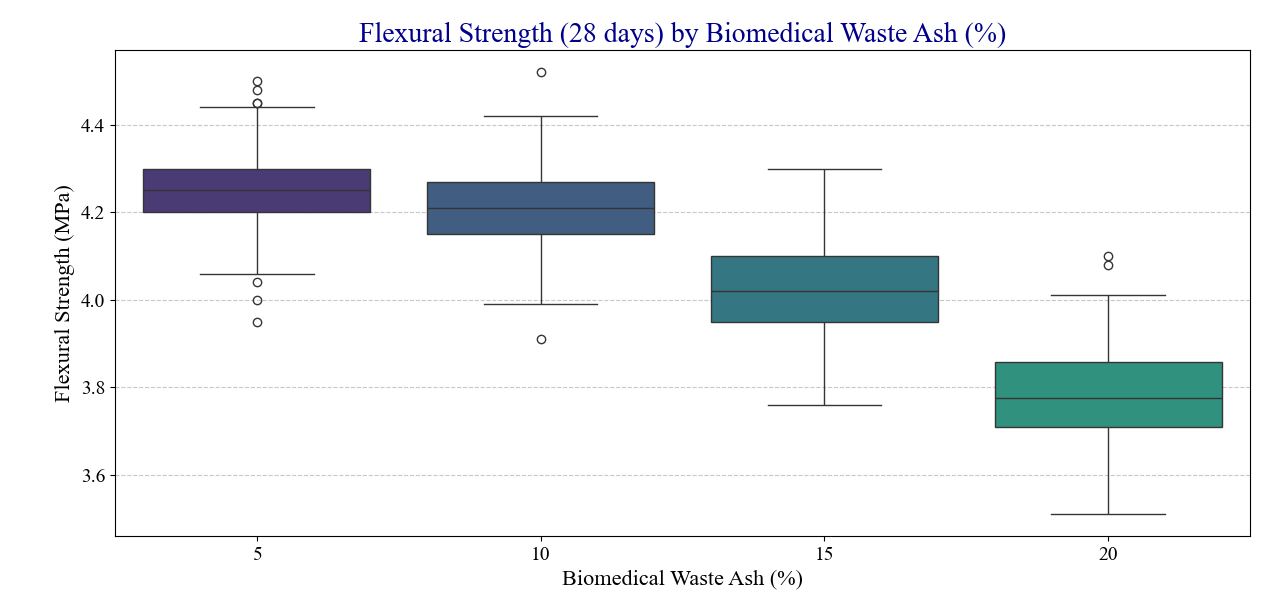 Flexural Strength (28 days) by Biomedical Waste Ash (%)
Flexural Strength (MPa)
4.4
4.2
4.0
3.8
3.6
5 10 15 20
Biomedical Waste Ash (%)